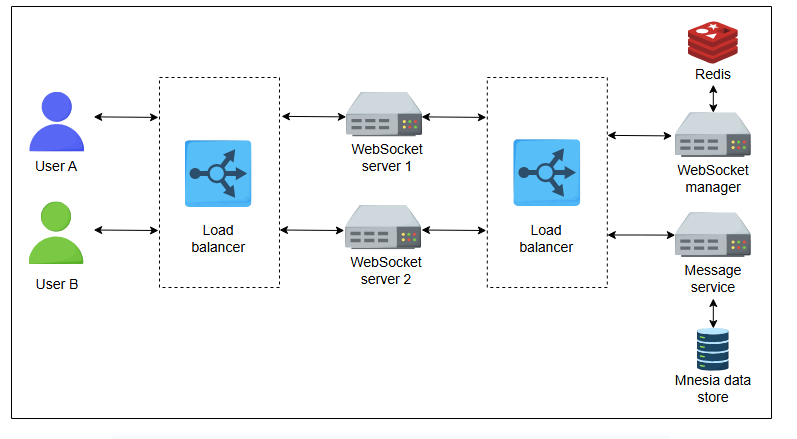 Redis
User A
WebSocket
server 1
WebSocket
manager
Load
balancer
Load
balancer
User B
WebSocket
server 2
Message
service
Mnesia data
store